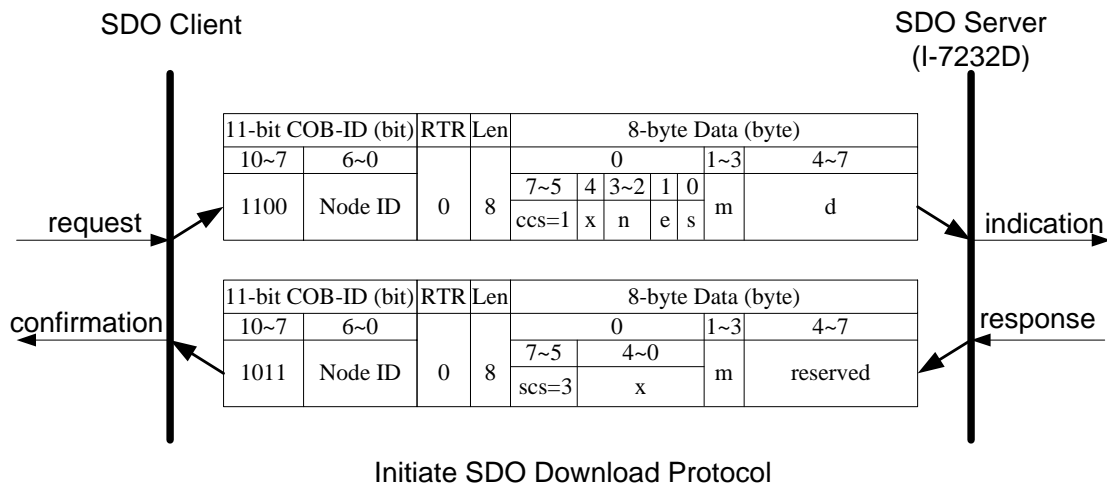 SDO Client
SDO Server
(I-7232D)
11-bit COB-ID (bit) RTR Len 8-byte Data (byte)
10~7 6~0 0 1~3 4~7
7~5 4 3~2 1 0
1100 Node ID 0 8 m d
ccs=1 x n e s
request
indication
11-bit COB-ID (bit) RTR Len 8-byte Data (byte)
10~7 6~0 0 1~3 4~7
7~5 4~0
1011 Node ID 0 8 m reserved
scs=3 x
confirmation
response
Initiate SDO Download Protocol